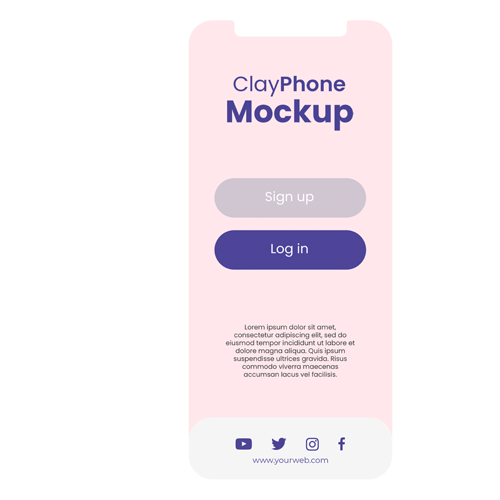 ClayPhone
Mockup
Sign up
Log in
Lorem ipsum dolor sit amet,
consectetur adipiscing elit, sed do
eiusmod tempor incididunt ut labore et
dolore magna aliqua. Quis ipsum
suspendisse ultrices gravida. Risus
commodo viverra maecenas
accumsan lacus vel facilisis.
www.yourweb.com